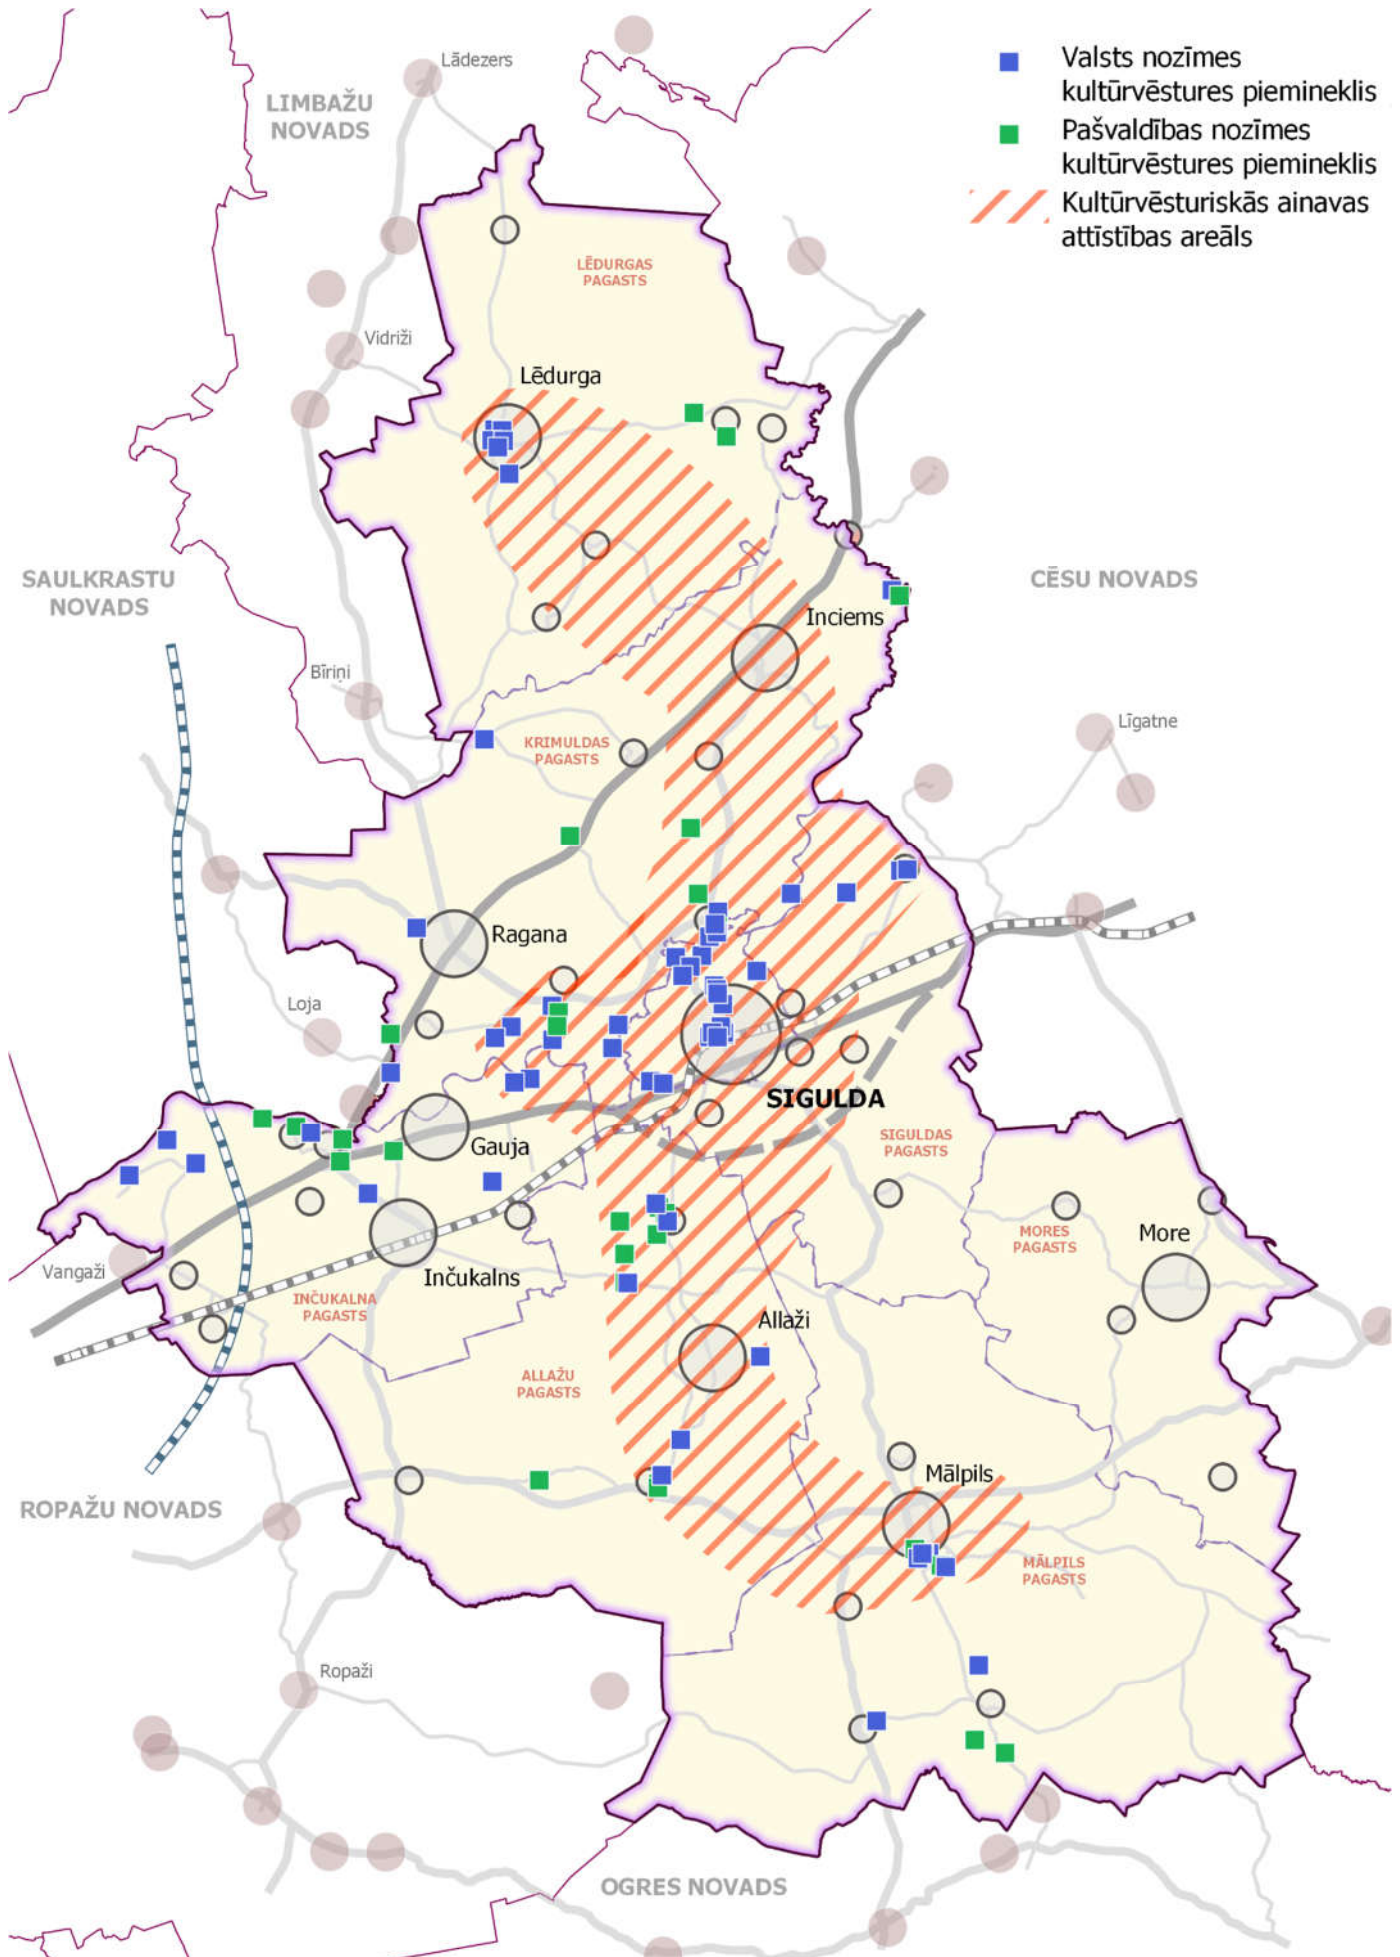 Valsts nozīmes
kultūrvēstures piemineklis
Pašvaldības nozīmes
kultūrvēstures piemineklis
Kultūrvēsturiskās ainavas
attīstības areāls
Lādezers
LIMBAŽU
NOVADS
LĒDURGAS
PAGASTS
Vidriži
Lēdurga
SAULKRASTU
NOVADS
CĒSU NOVADS
Inciems
Bīriņi
Līgatne
KRIMULDAS
PAGASTS
Ragana
Loja
SIGULDA
Gauja
SIGULDAS
PAGASTS
MORES
PAGASTS
More
Vangaži
Inčukalns
INČUKALNA
PAGASTS
Allaži
ALLAŽU
PAGASTS
Mālpils
ROPAŽU NOVADS
MĀLPILS
PAGASTS
Ropaži
OGRES NOVADS